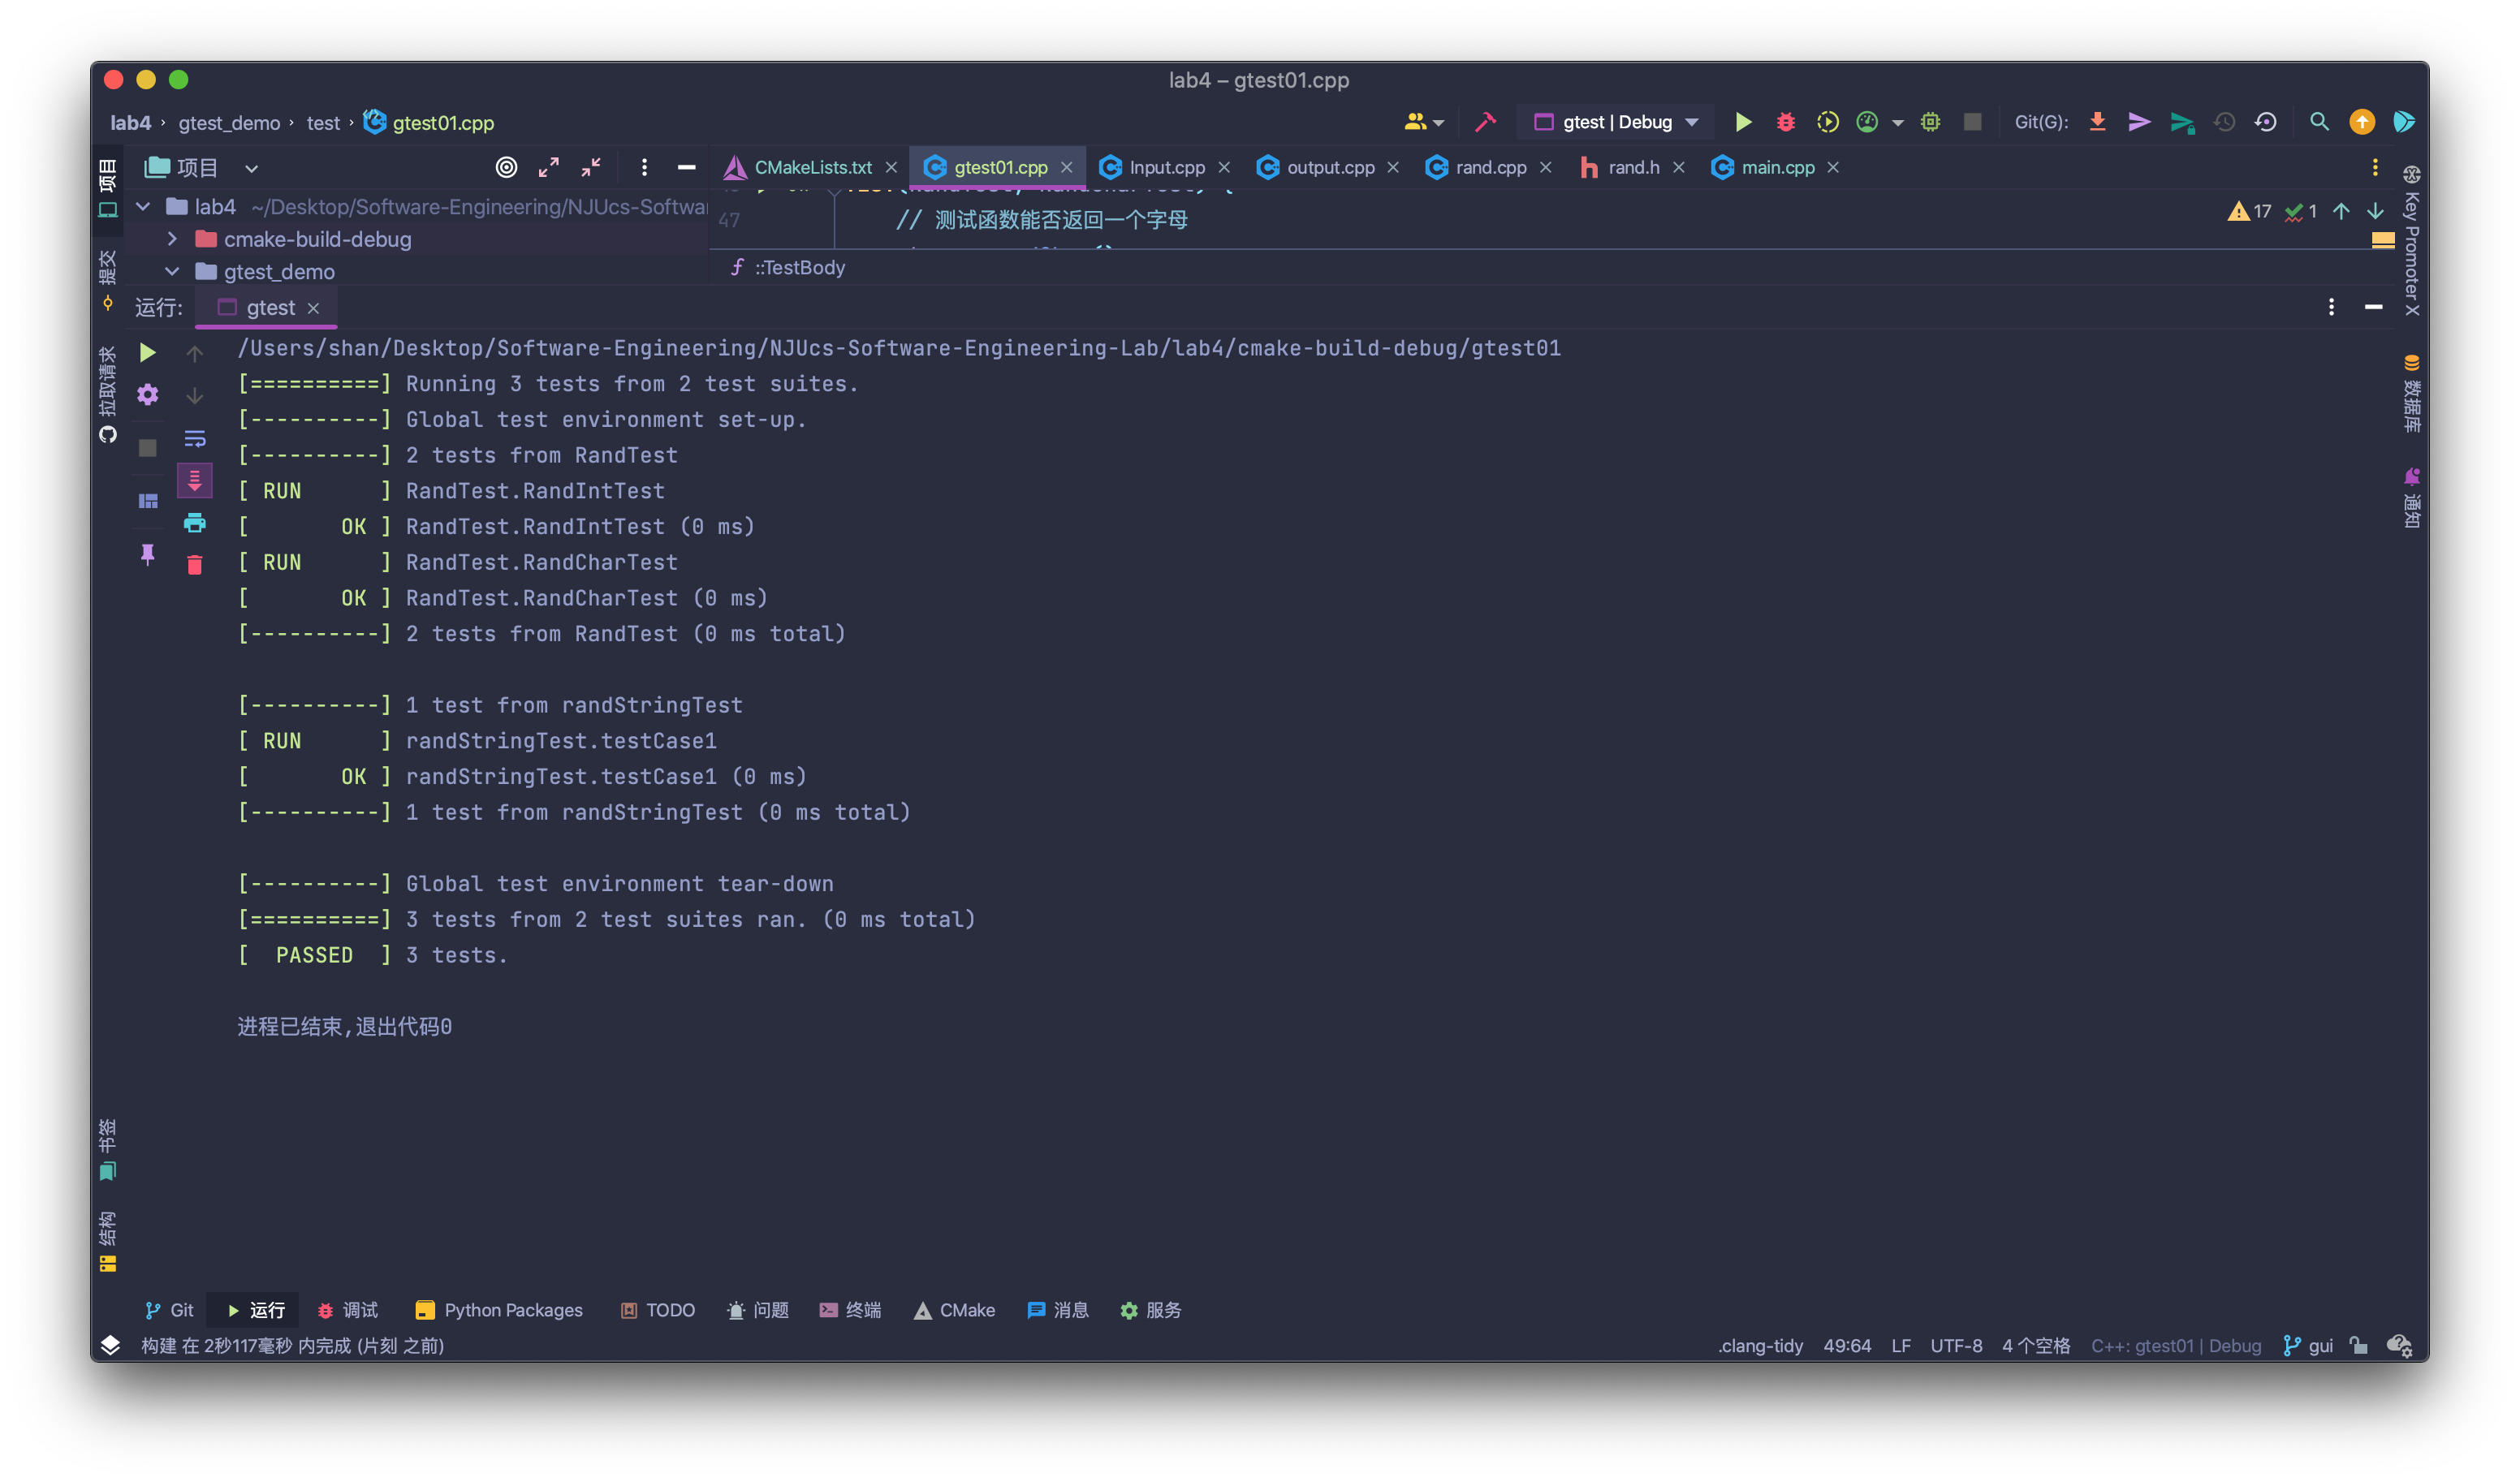 lab4 – gtest01.cpp
lab4 › gtest_demo › test › gtest01.cpp
gtest | Debug
Git(G):
项目
CMakeLists.txt
gtest01.cpp
Input.cpp
output.cpp
rand.cpp
rand.h
main.cpp
lab4 ~/Desktop/Software-Engineering/NJUcs-Softwar
cmake-build-debug
gtest_demo
47 // 测试函数能否返回一个字母
17 1
::TestBody
运行: gtest
/Users/shan/Desktop/Software-Engineering/NJUcs-Software-Engineering-Lab/lab4/cmake-build-debug/gtest01
[==========] Running 3 tests from 2 test suites.
[----------] Global test environment set-up.
[----------] 2 tests from RandTest
[ RUN      ] RandTest.RandIntTest
[       OK ] RandTest.RandIntTest (0 ms)
[ RUN      ] RandTest.RandCharTest
[       OK ] RandTest.RandCharTest (0 ms)
[----------] 2 tests from RandTest (0 ms total)
[----------] 1 test from randStringTest
[ RUN      ] randStringTest.testCase1
[       OK ] randStringTest.testCase1 (0 ms)
[----------] 1 test from randStringTest (0 ms total)
[----------] Global test environment tear-down
[==========] 3 tests from 2 test suites ran. (0 ms total)
[  PASSED  ] 3 tests.
进程已结束,退出代码0
项目
提交
拉取请求
书签
结构
Key Promoter X
数据库
通知
Git
运行
调试
Python Packages
TODO
问题
终端
CMake
消息
服务
构建 在 2秒117毫秒 内完成 (片刻 之前)
.clang-tidy 49:64 LF UTF-8 4 个空格 C++: gtest01 | Debug gui